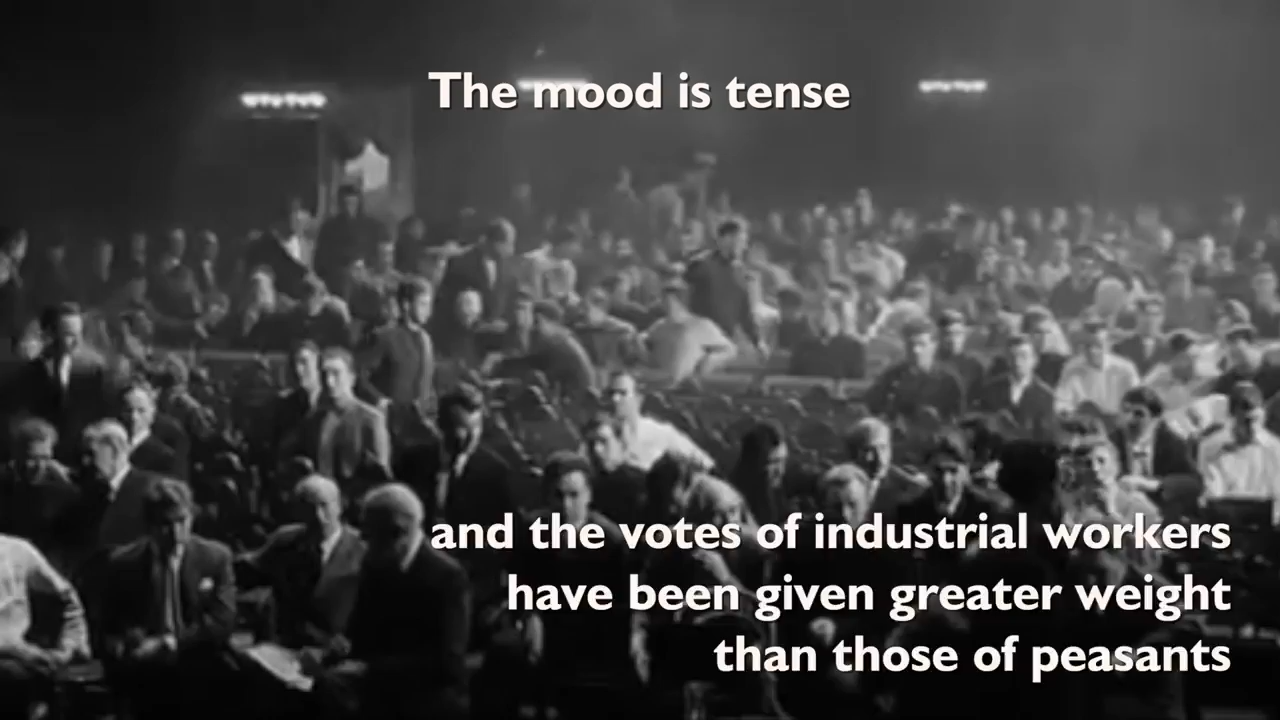 The mood is tense
and the votes of industrial workers
have been given greater weight
than those of peasants